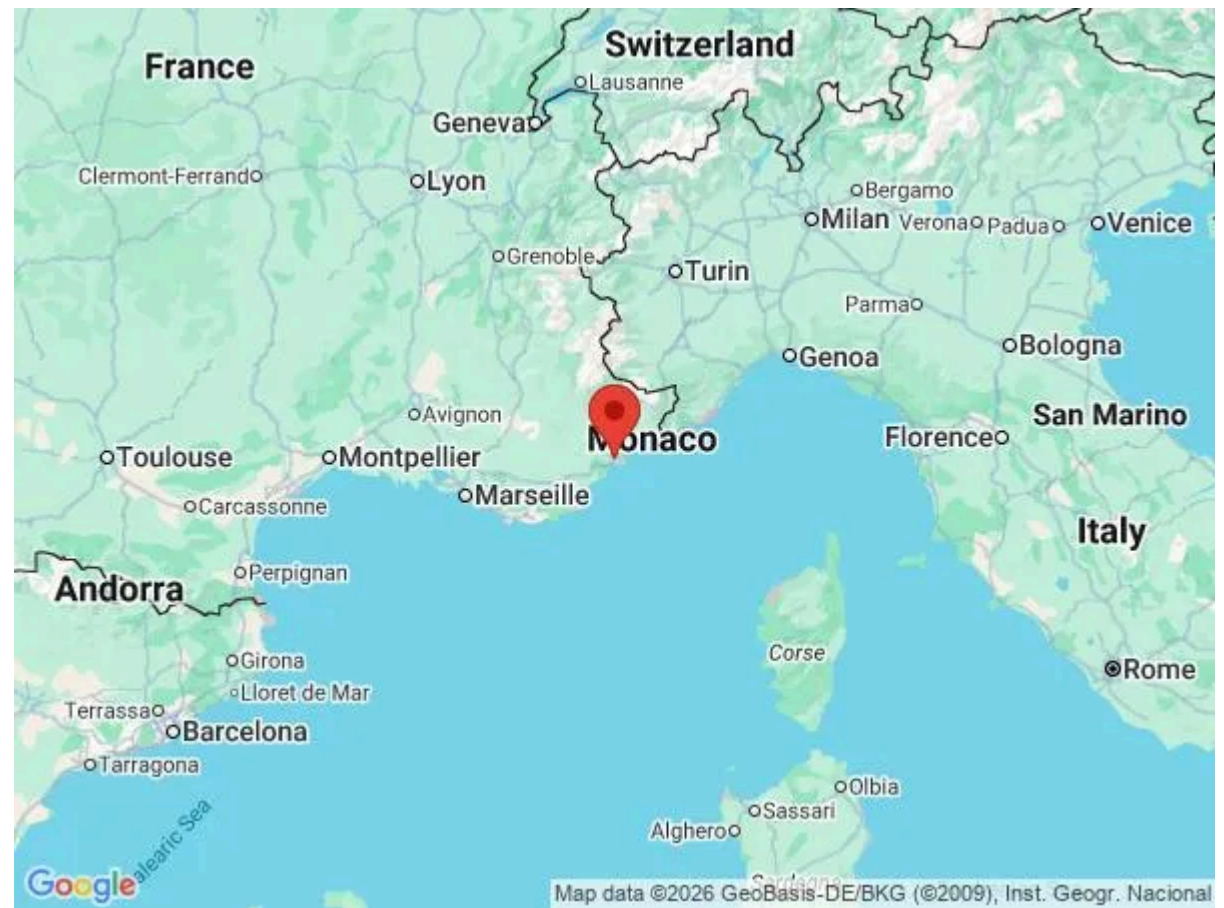 Switzerland
France
Lausanne
Geneva
Clermont-Ferrand
Lyon
Bergamo
Milan
Verona
Padua
Venice
Grenoble
Turin
Parma
Genoa
Bologna
Avignon
San Marino
Monaco
Florence
Toulouse
Montpellier
Marseille
Carcassonne
Italy
Perpignan
Andorra
Corse
Girona
Rome
Lloret de Mar
Terrassa
Barcelona
Tarragona
Olbia
Sassari
Alghero
alearic Sea
Google
Map data ©2026 GeoBasis-DE/BKG (©2009), Inst. Geogr. Nacional